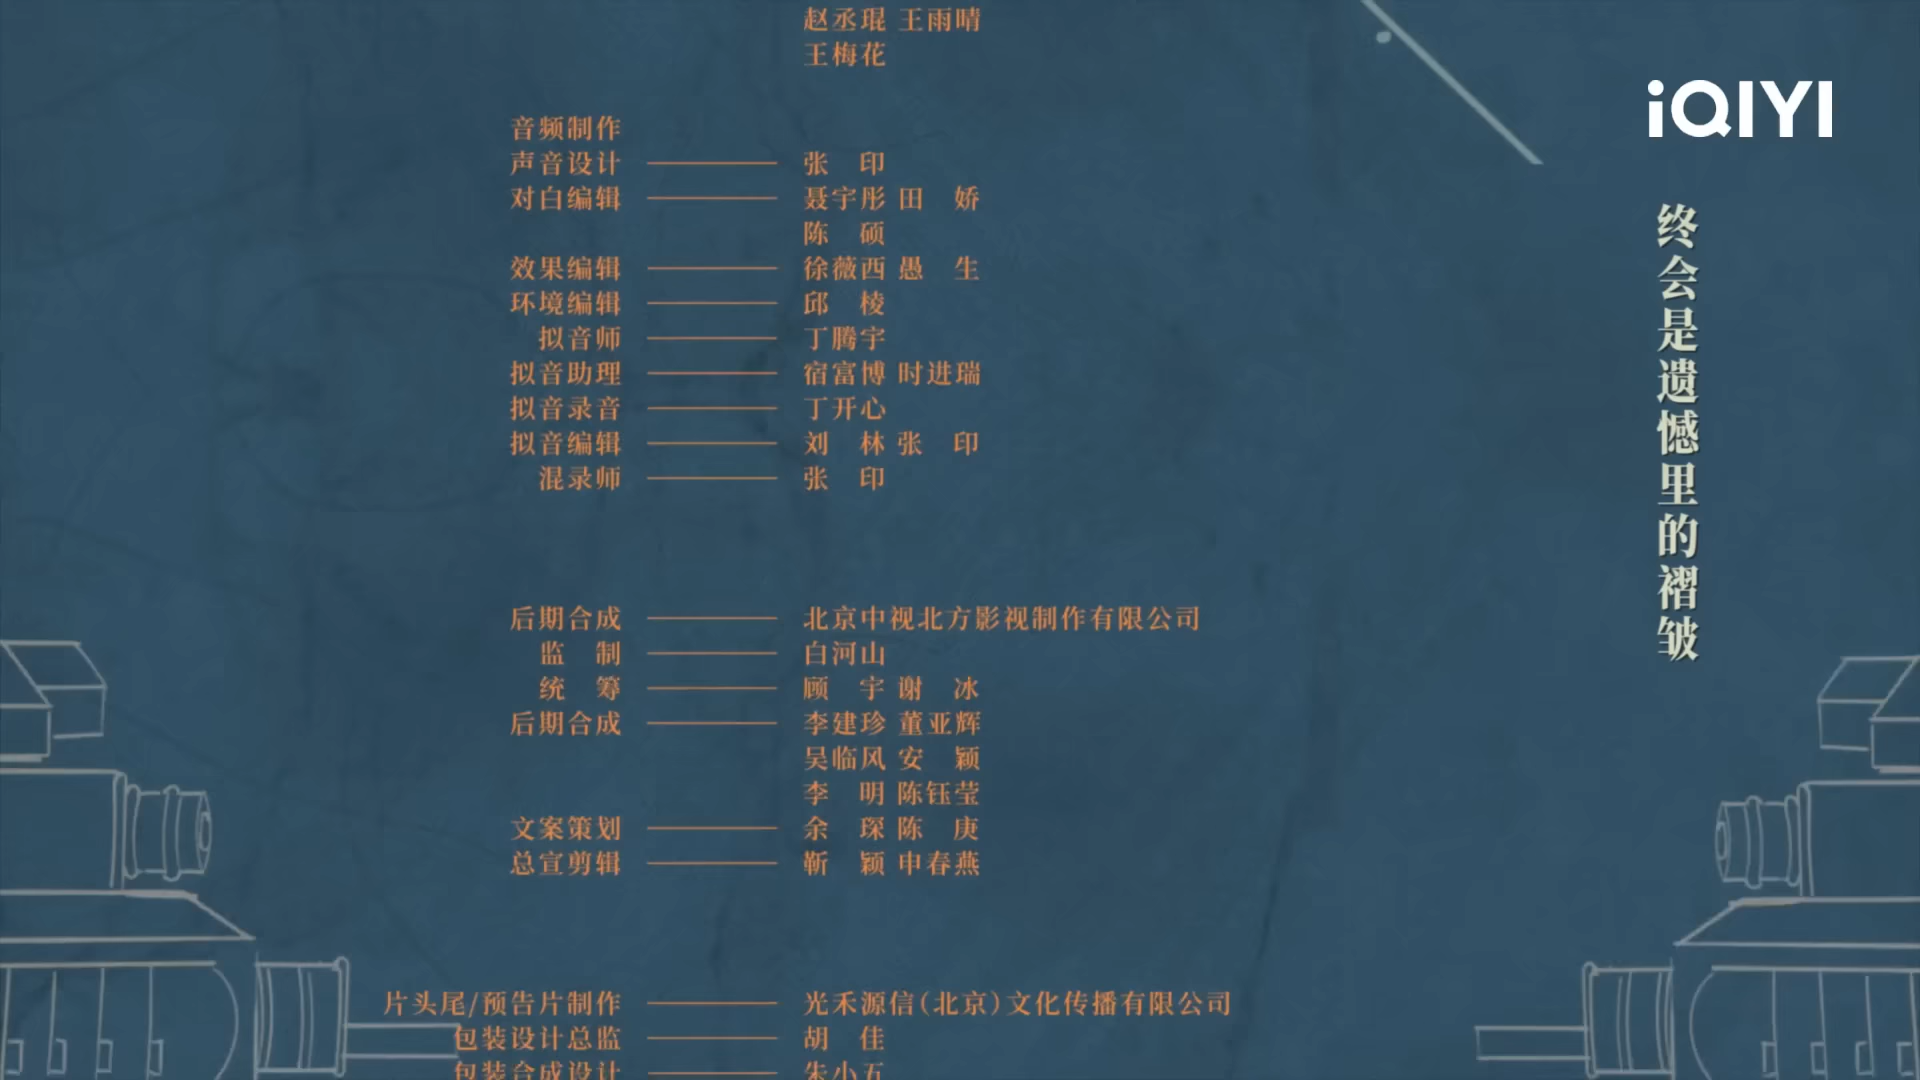 赵丞琨 王雨晴
王梅花
iQIYI
音频制作
声音设计 张 印
对白编辑 聂宇彤 田 娇
陈 硕
效果编辑 徐薇西 愚 生
环境编辑 邱 棱
拟音师 丁腾宇
拟音助理 宿富博 时进瑞
拟音录音 丁开心
拟音编辑 刘 林 张 印
混录师 张 印
后期合成 北京中视北方影视制作有限公司
监 制 白河山
统 筹 顾 宇 谢 冰
后期合成 李建珍 董亚辉
吴临风 安 颖
李 明 陈钰莹
文案策划 余 琛 陈 庚
总宣剪辑 靳 颖 申春燕
片头尾/预告片制作 光禾源信(北京)文化传播有限公司
包装设计总监 胡 佳
包装合成设计 朱小五
终会是遗憾里的褶皱